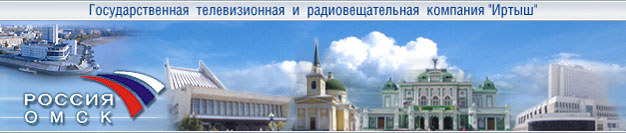 Государственная телевизионная и радиовещательная компания "Иртыш"
РОССИЯ
ОМСК